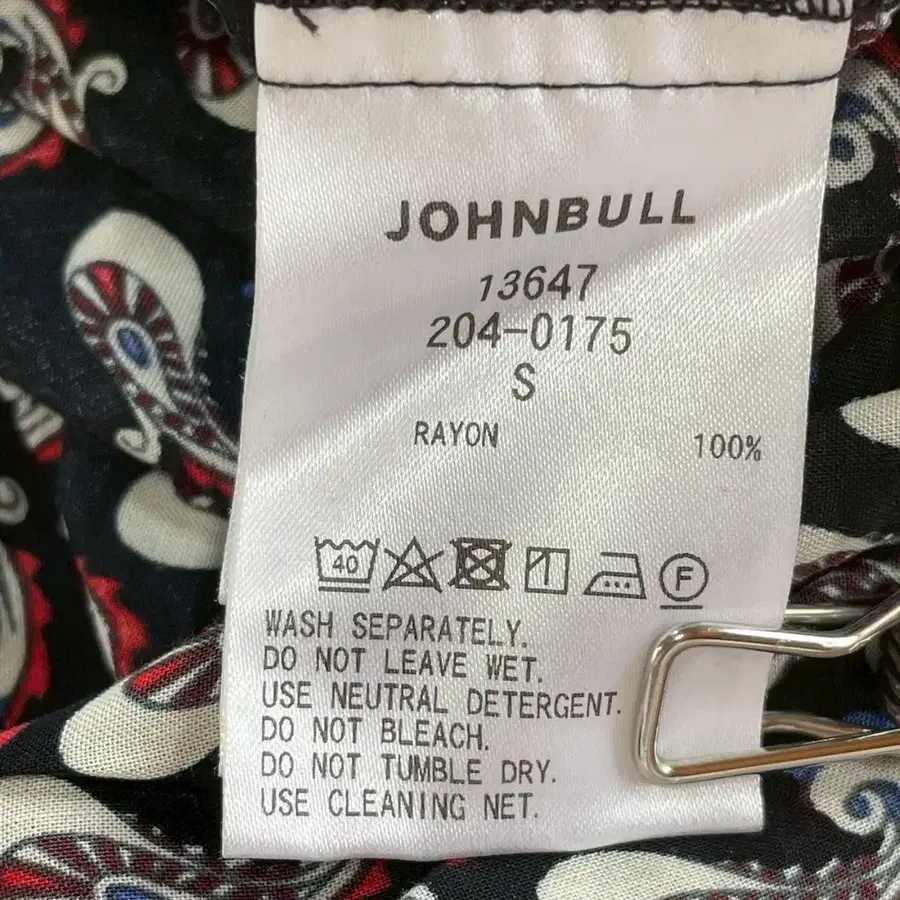 JOHNBULL
13647
204-0175
S
RAYON 100%
40 F
WASH SEPARATELY.
DO NOT LEAVE WET.
USE NEUTRAL DETERGENT.
DO NOT BLEACH.
DO NOT TUMBLE DRY.
USE CLEANING NET.